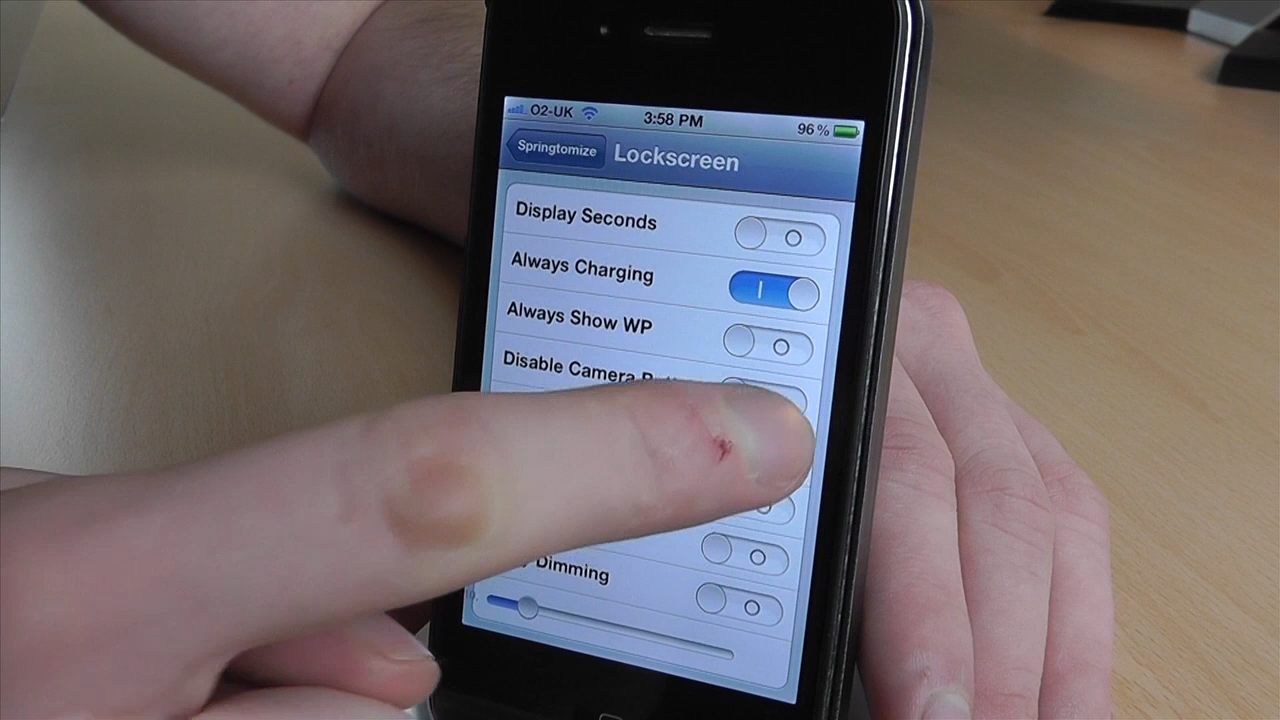 O2-UK 3:58 PM 96%
Springtomize Lockscreen
Display Seconds
Always Charging
Always Show WP
Disable Camera
Dimming